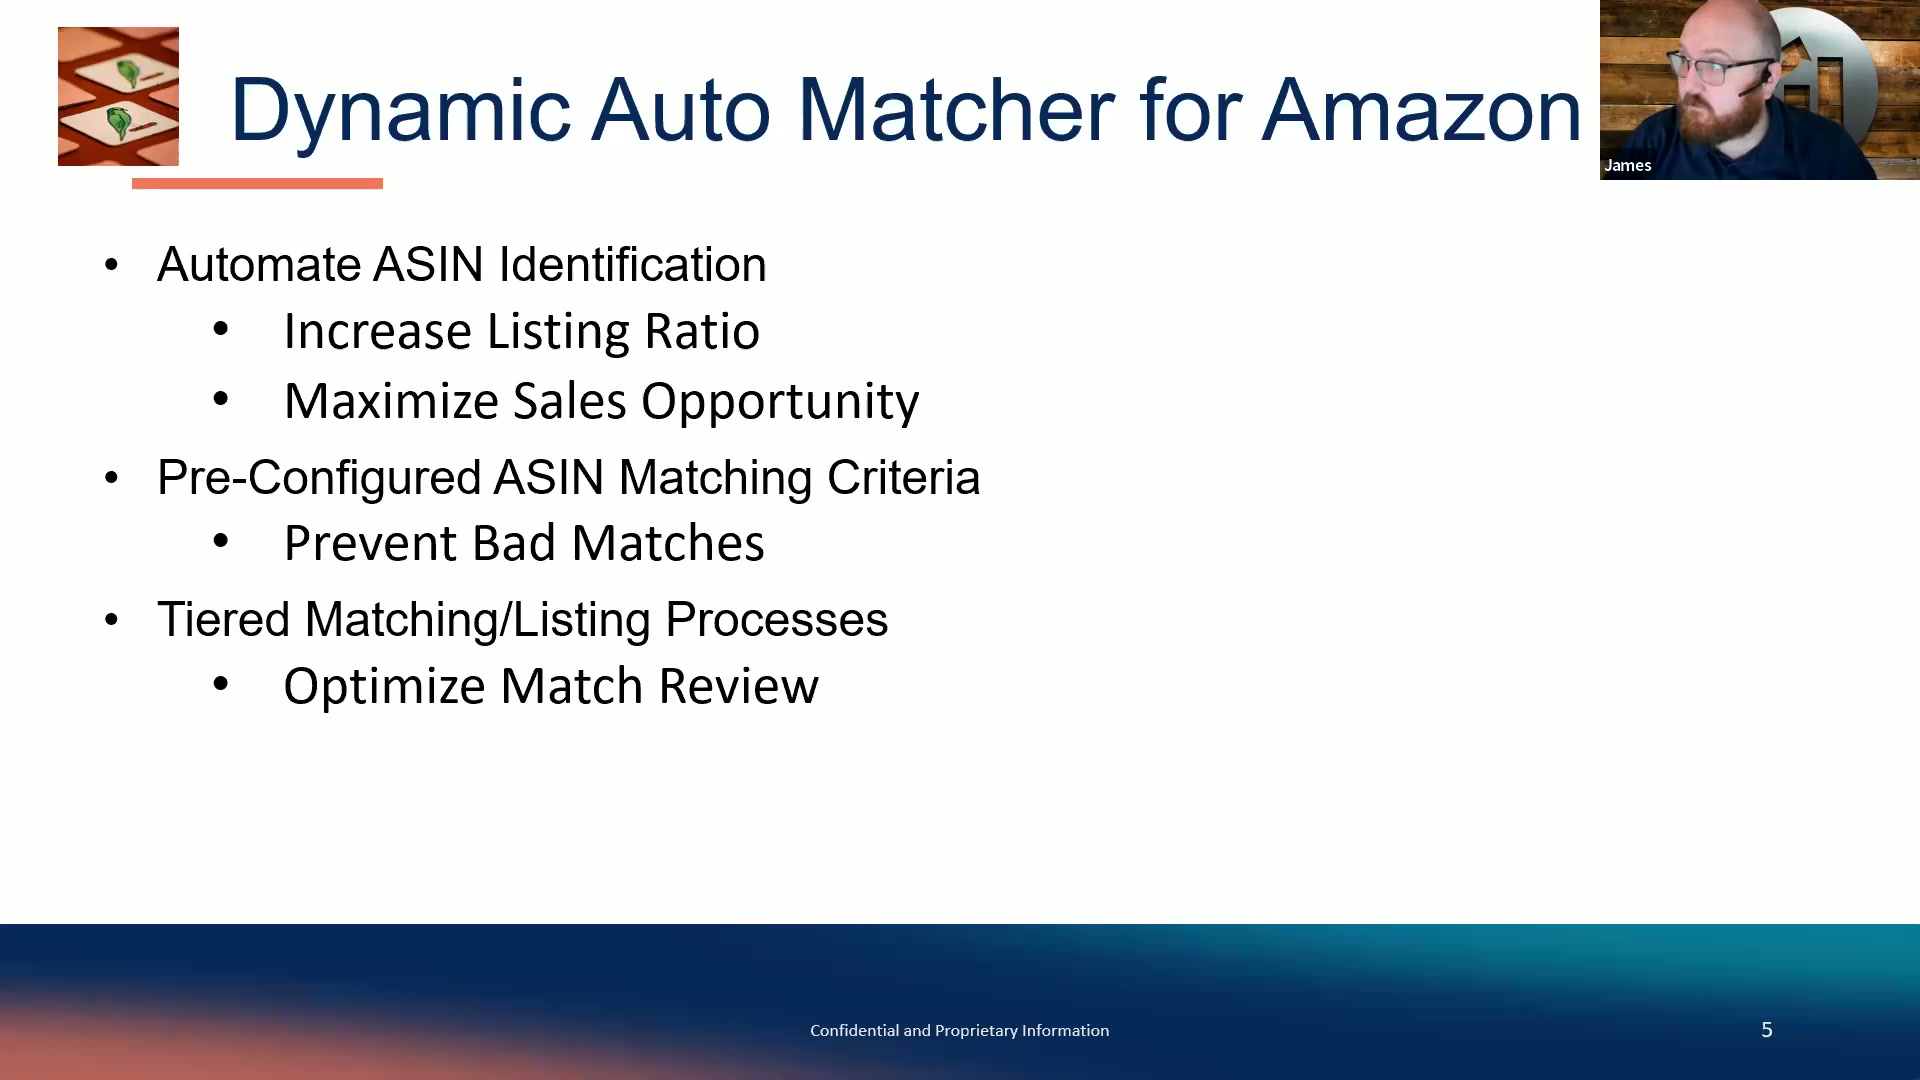 Dynamic Auto Matcher for Amazon
James
• Automate ASIN Identification
• Increase Listing Ratio
• Maximize Sales Opportunity
• Pre-Configured ASIN Matching Criteria
• Prevent Bad Matches
• Tiered Matching/Listing Processes
• Optimize Match Review
Confidential and Proprietary Information
5